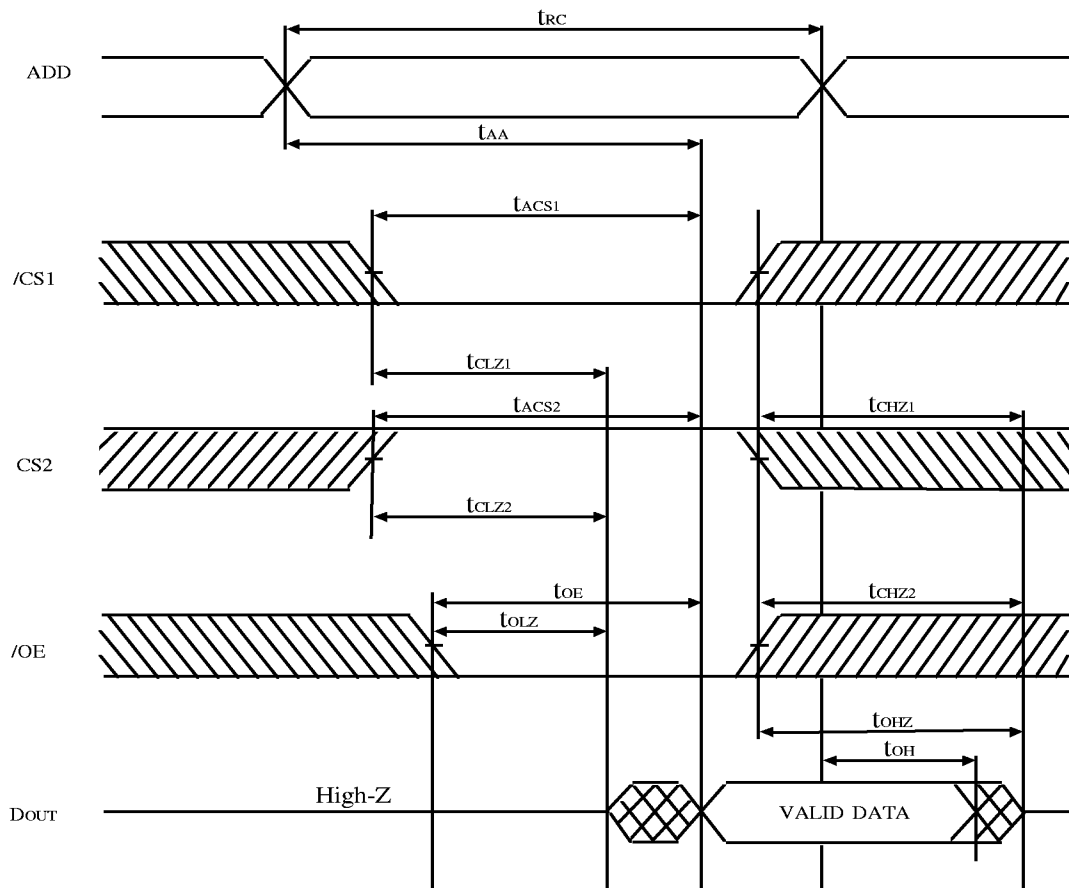 tRC
ADD
tAA
tACS1
/CS1
tCLZ1
tACS2
tCHZ1
CS2
tCLZ2
tOE
tCHZ2
tOLZ
/OE
tOHZ
tOH
High-Z
DOUT
VALID DATA